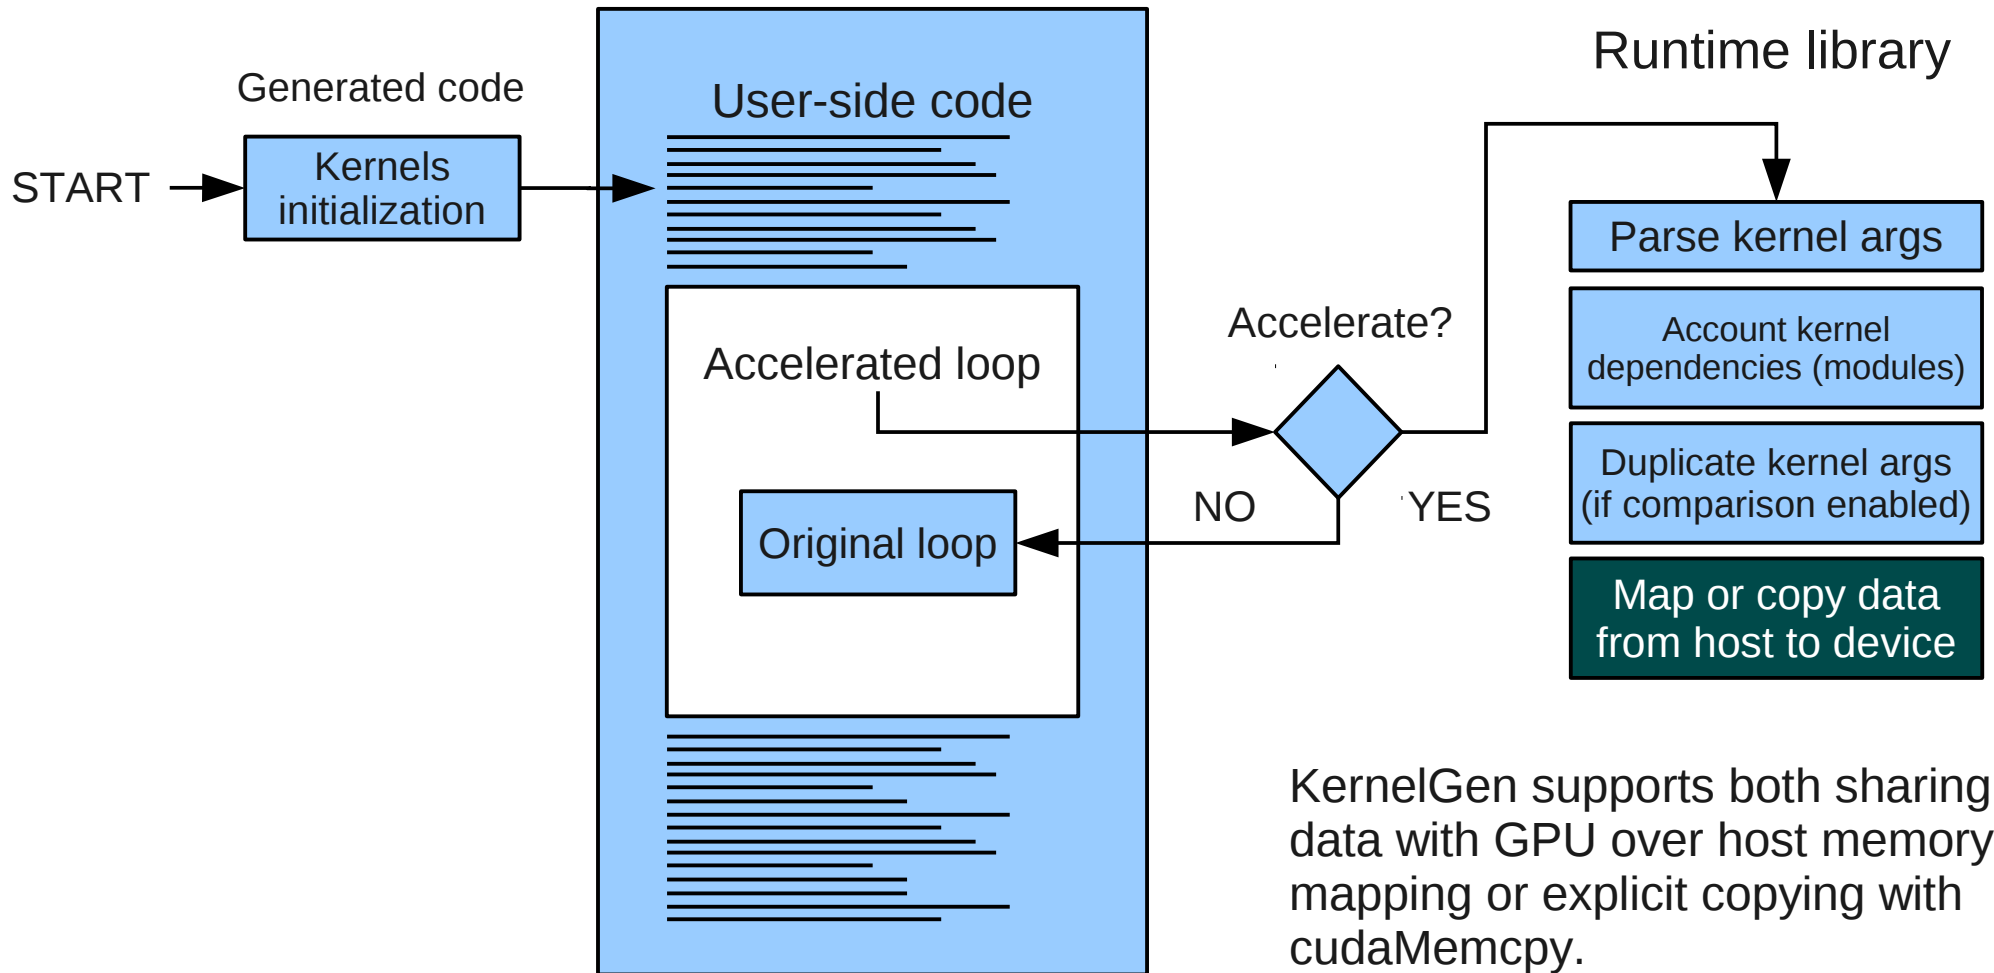 Runtime library
Generated code
User-side code
START
Kernels
initialization
Parse kernel args
Accelerate?
Account kernel
dependencies (modules)
Accelerated loop
Duplicate kernel args
(if comparison enabled)
NO
YES
Original loop
Map or copy data
from host to device
KernelGen supports both sharing
data with GPU over host memory
mapping or explicit copying with
cudaMemcpy.